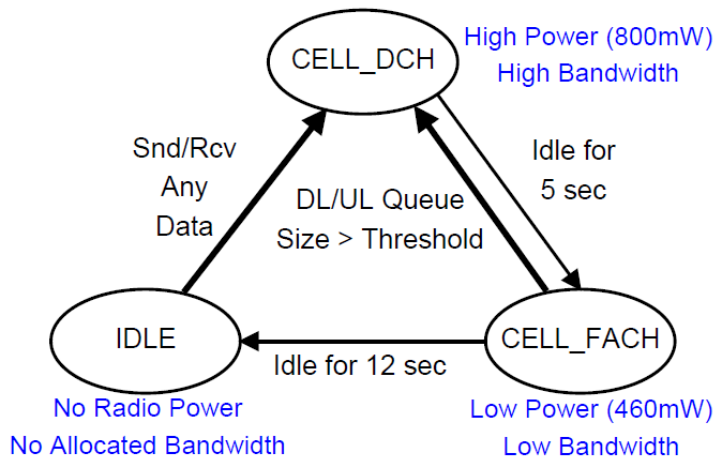 CELL_DCH
High Power (800mW)
High Bandwidth
Snd/Rcv
Any
Data
DL/UL Queue
Size > Threshold
Idle for
5 sec
IDLE
CELL_FACH
Idle for 12 sec
No Radio Power
No Allocated Bandwidth
Low Power (460mW)
Low Bandwidth